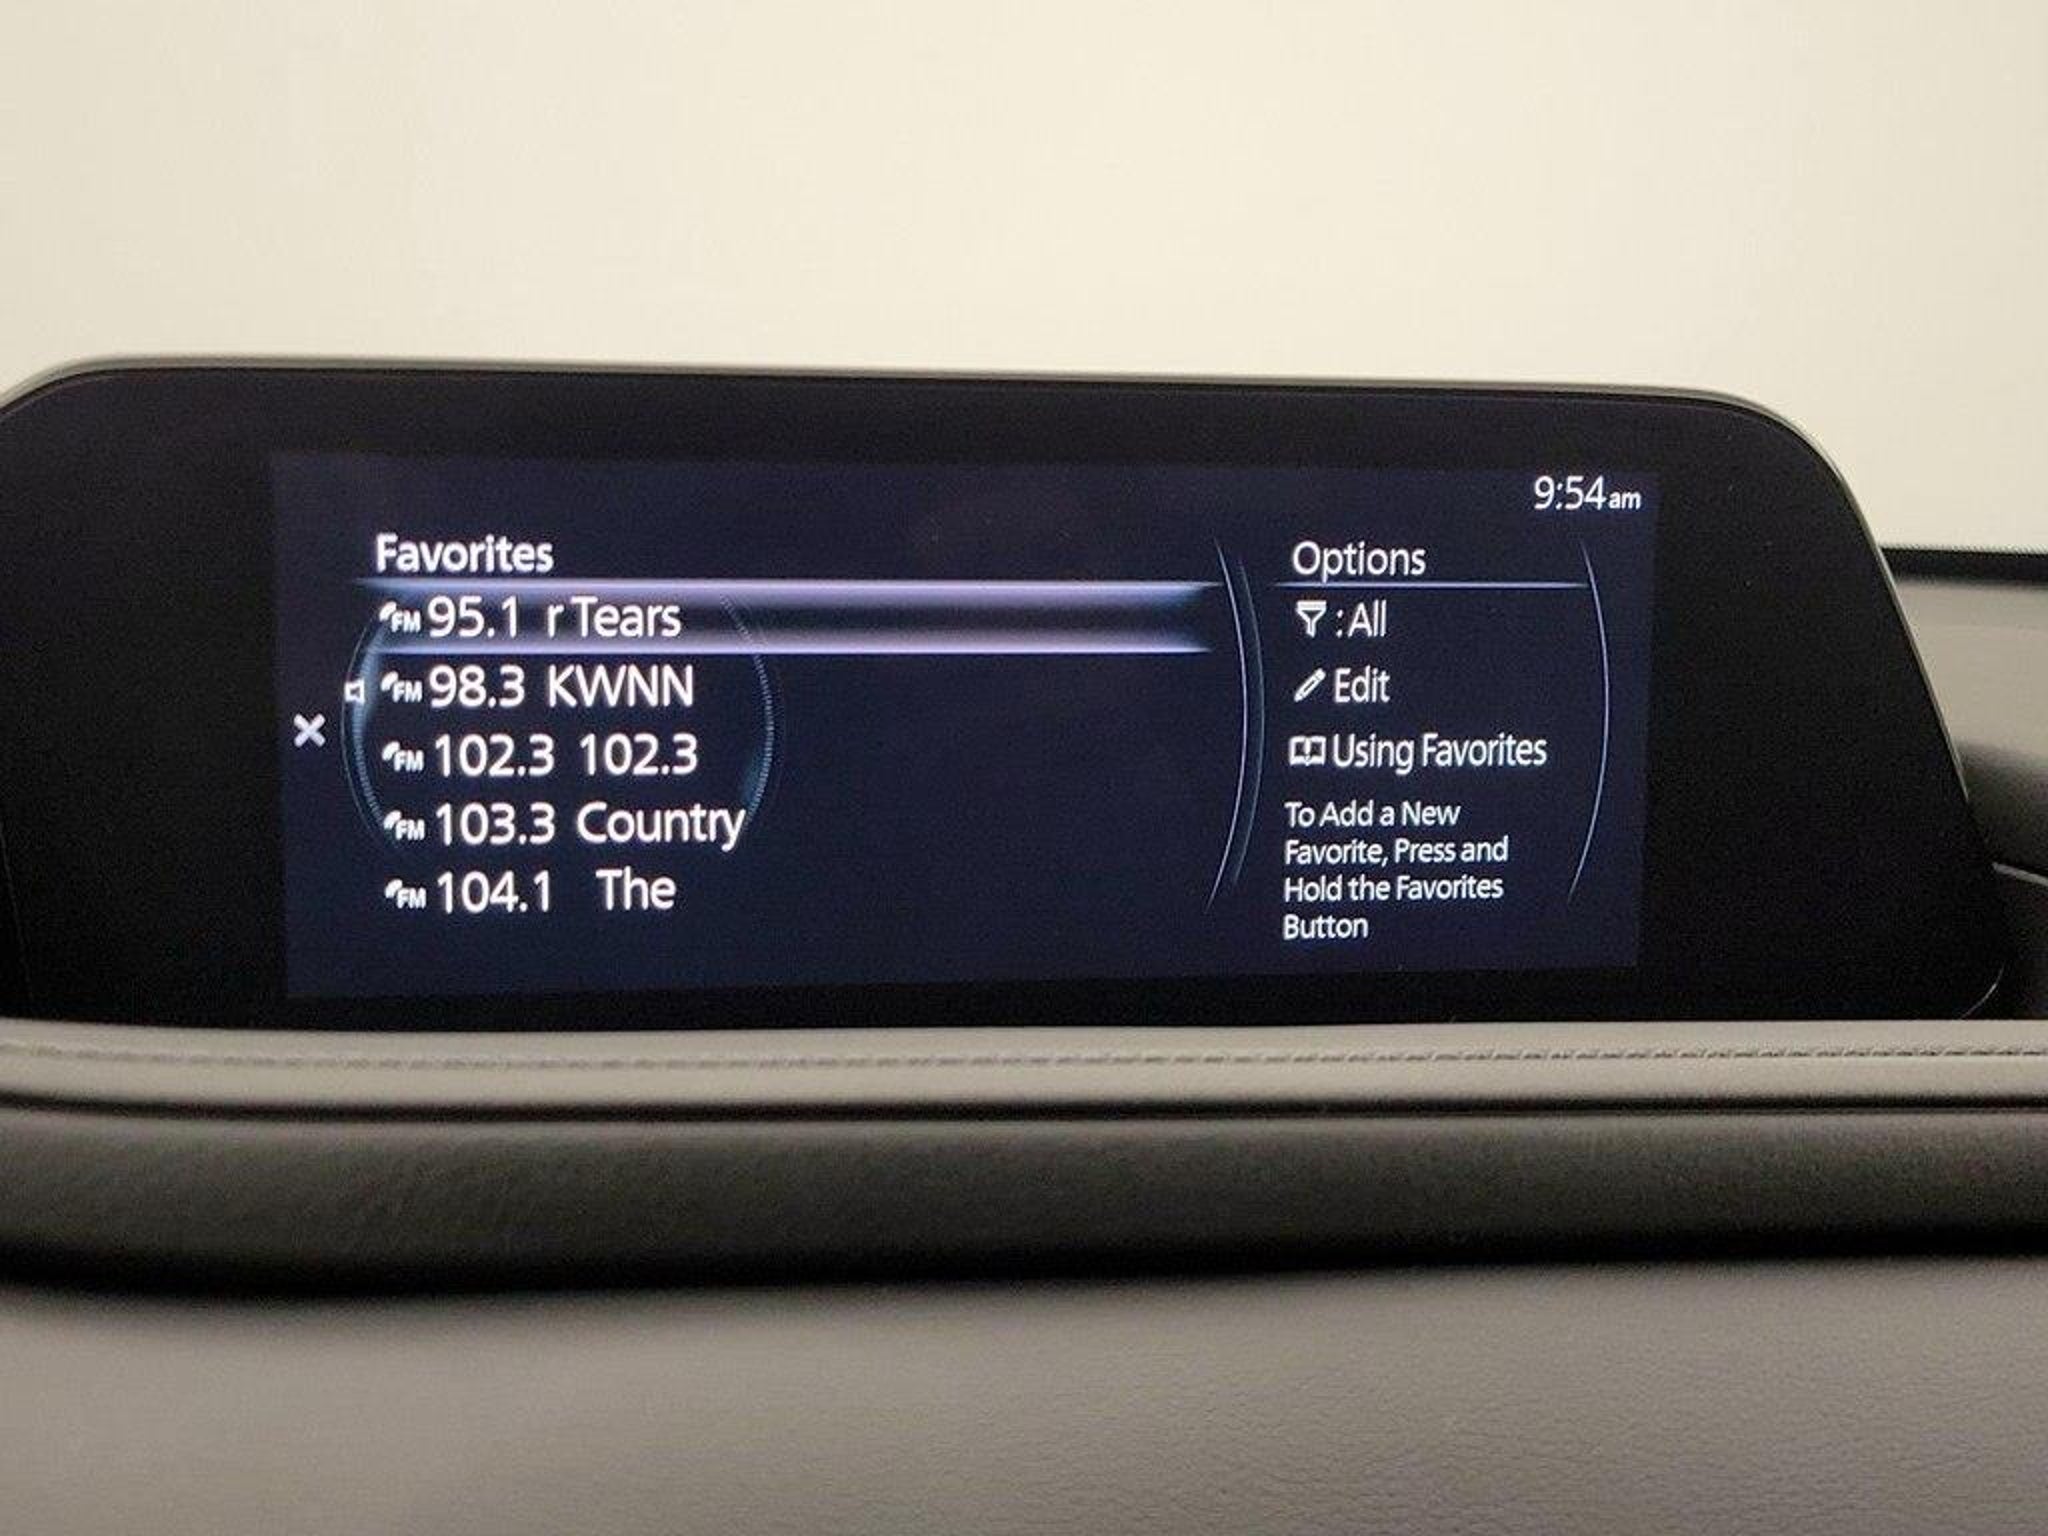 9:54am
Favorites
FM 95.1 r Tears
FM 98.3 KWNN
FM 102.3 102.3
FM 103.3 Country
FM 104.1 The
Options
:All
Edit
Using Favorites
To Add a New
Favorite, Press and
Hold the Favorites
Button